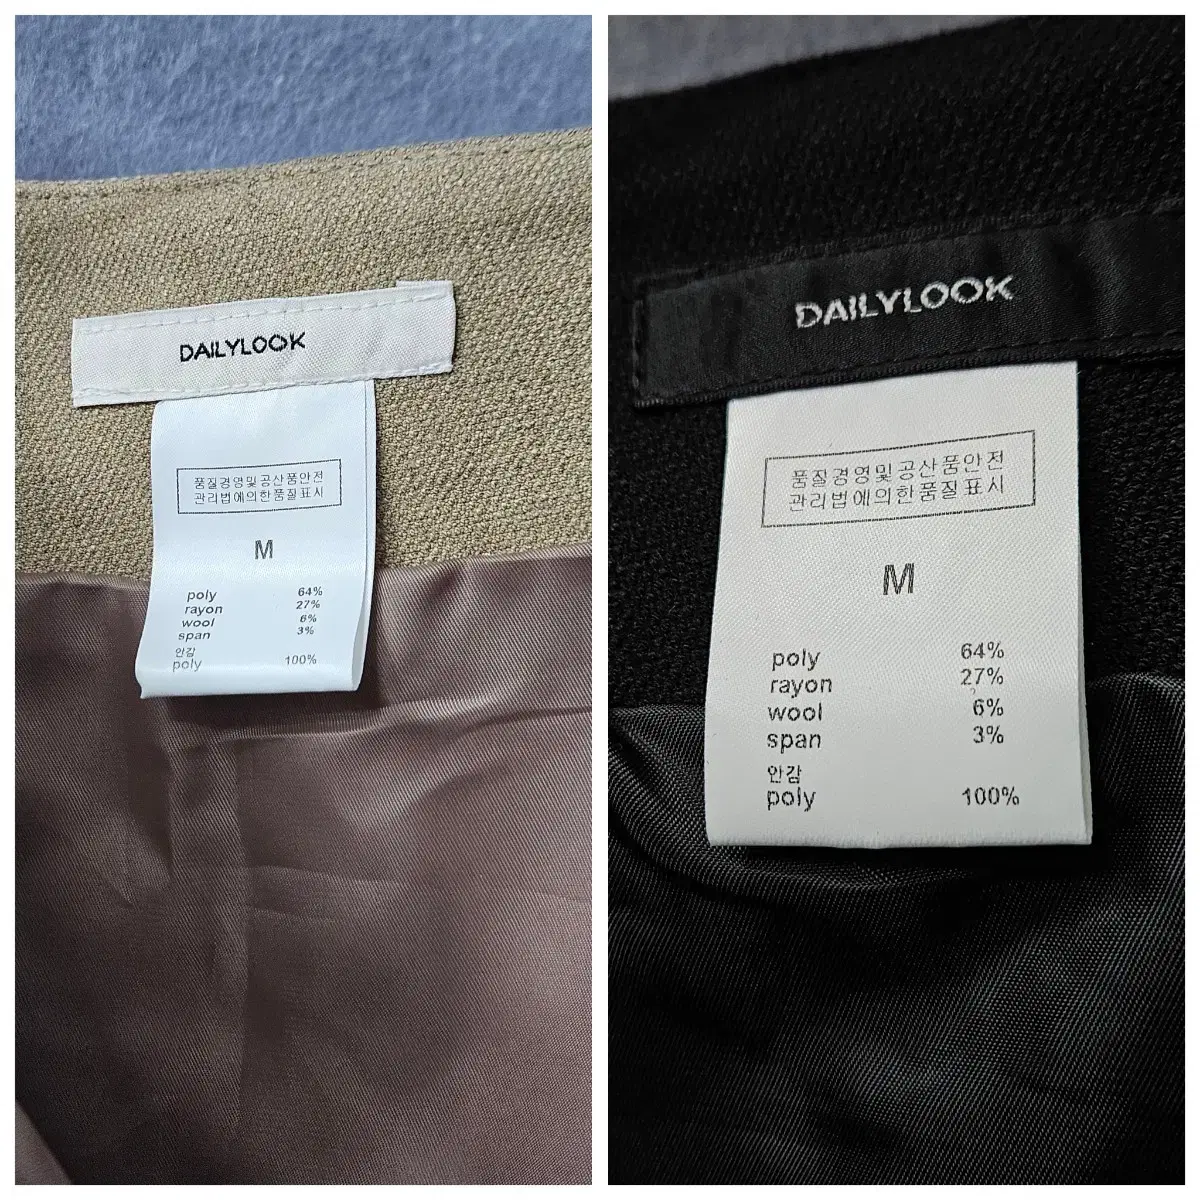 DAILYLOOK
품질경영및공산품안전
관리법에의한품질표시
M
poly 64%
rayon 27%
wool 6%
span 3%
안감
poly 100%
DAILYLOOK
품질경영및공산품안전
관리법에의한품질표시
M
poly 64%
rayon 27%
wool 6%
span 3%
안감
poly 100%